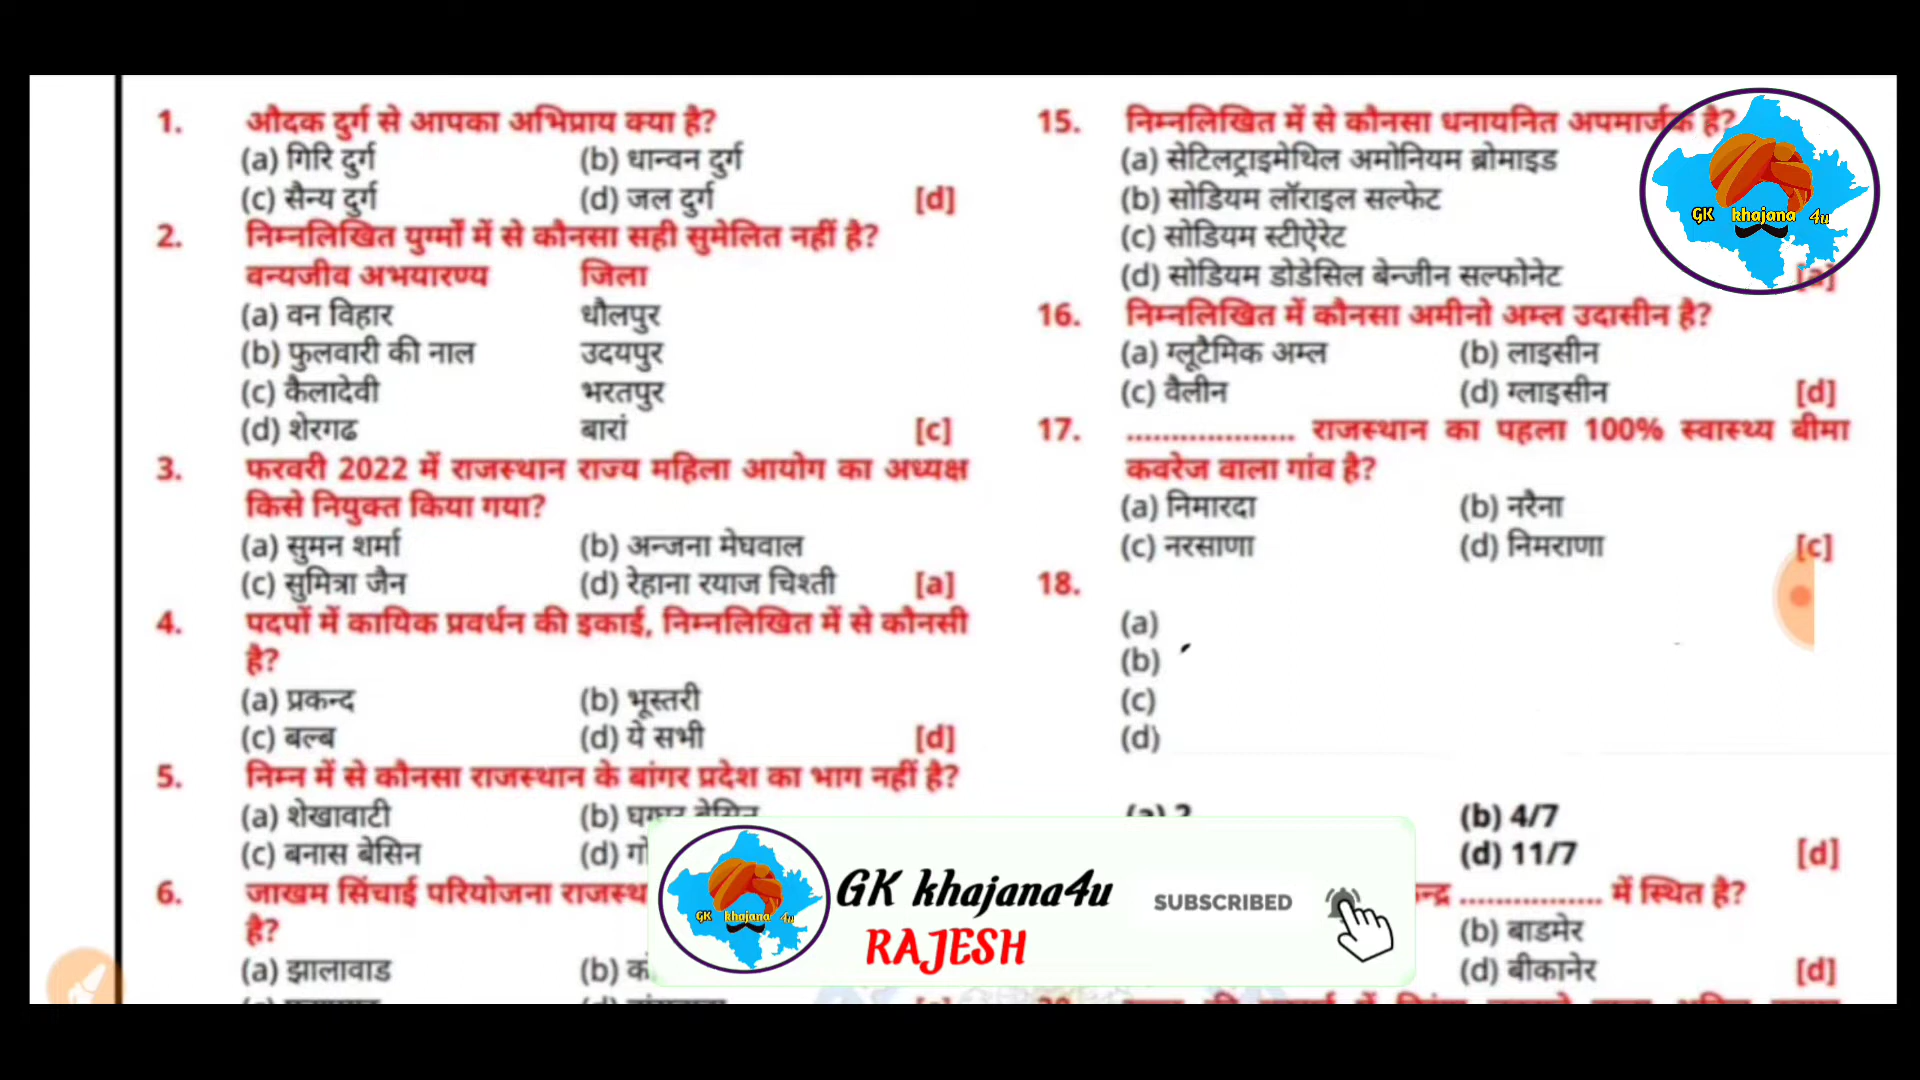 1. औदक दुर्ग से आपका अभिप्राय क्या है?
(a) गिरि दुर्ग (b) धान्वन दुर्ग
(c) सैन्य दुर्ग (d) जल दुर्ग [d]
2. निम्नलिखित युग्मों में से कौनसा सही सुमेलित नहीं है?
वन्यजीव अभयारण्य जिला
(a) वन विहार धौलपुर
(b) फुलवारी की नाल उदयपुर
(c) कैलादेवी भरतपुर
(d) शेरगढ बारां [c]
3. फरवरी 2022 में राजस्थान राज्य महिला आयोग का अध्यक्ष
किसे नियुक्त किया गया?
(a) सुमन शर्मा (b) अन्जना मेघवाल
(c) सुमित्रा जैन (d) रेहाना रयाज चिश्ती [a]
4. पदपों में कायिक प्रवर्धन की इकाई, निम्नलिखित में से कौनसी
है?
(a) प्रकन्द (b) भूस्तरी
(c) बल्ब (d) ये सभी [d]
5. निम्न में से कौनसा राजस्थान के बांगर प्रदेश का भाग नहीं है?
(a) शेखावाटी (b)
(c) बनास बेसिन (d)
6. जाखम सिंचाई परियोजना
है?
(a) झालावाड (b)
15. निम्नलिखित में से कौनसा धनायनित अपमार्जक है?
(a) सेटिलट्राइमेथिल अमोनियम ब्रोमाइड
(b) सोडियम लॉराइल सल्फेट
(c) सोडियम स्टीऐरेट
(d) सोडियम डोडेसिल बेन्जीन सल्फोनेट [a]
16. निम्नलिखित में कौनसा अमीनो अम्ल उदासीन है?
(a) ग्लूटैमिक अम्ल (b) लाइसीन
(c) वैलीन (d) ग्लाइसीन [d]
17. ................... राजस्थान का पहला 100% स्वास्थ्य बीमा
कवरेज वाला गांव है?
(a) निमारदा (b) नरैना
(c) नरसाणा (d) निमराणा [c]
18.
(a)
(b)
(c)
(d)
(a) 2 (b) 4/7
(d) 11/7 [d]
................ में स्थित है?
(b) बाडमेर
(d) बीकानेर [d]
GK khajana 4u
GK khajana 4u
GK khajana4u
RAJESH
SUBSCRIBED